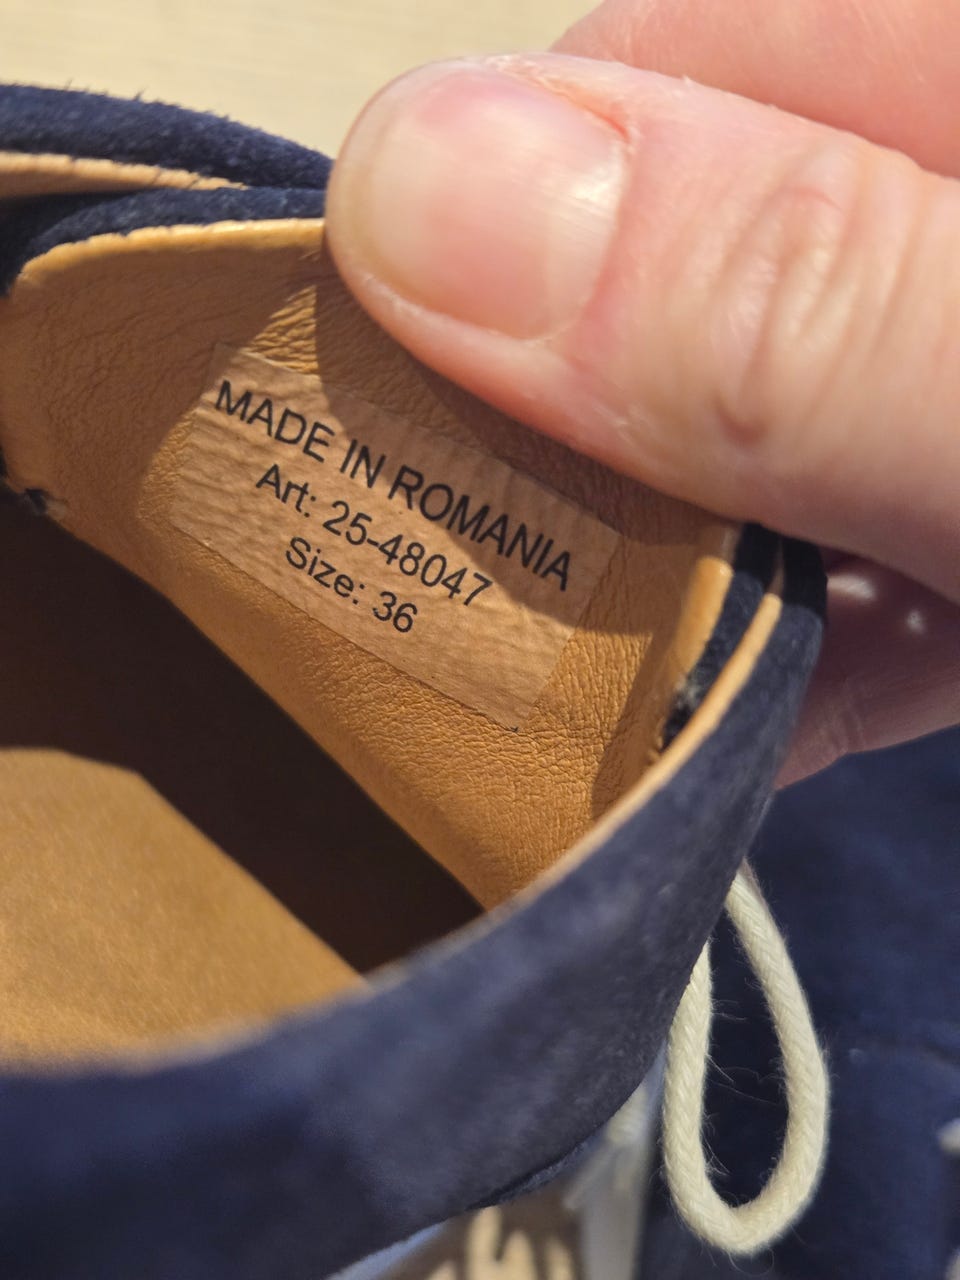 MADE IN ROMANIA
Art: 25-48047
Size: 36